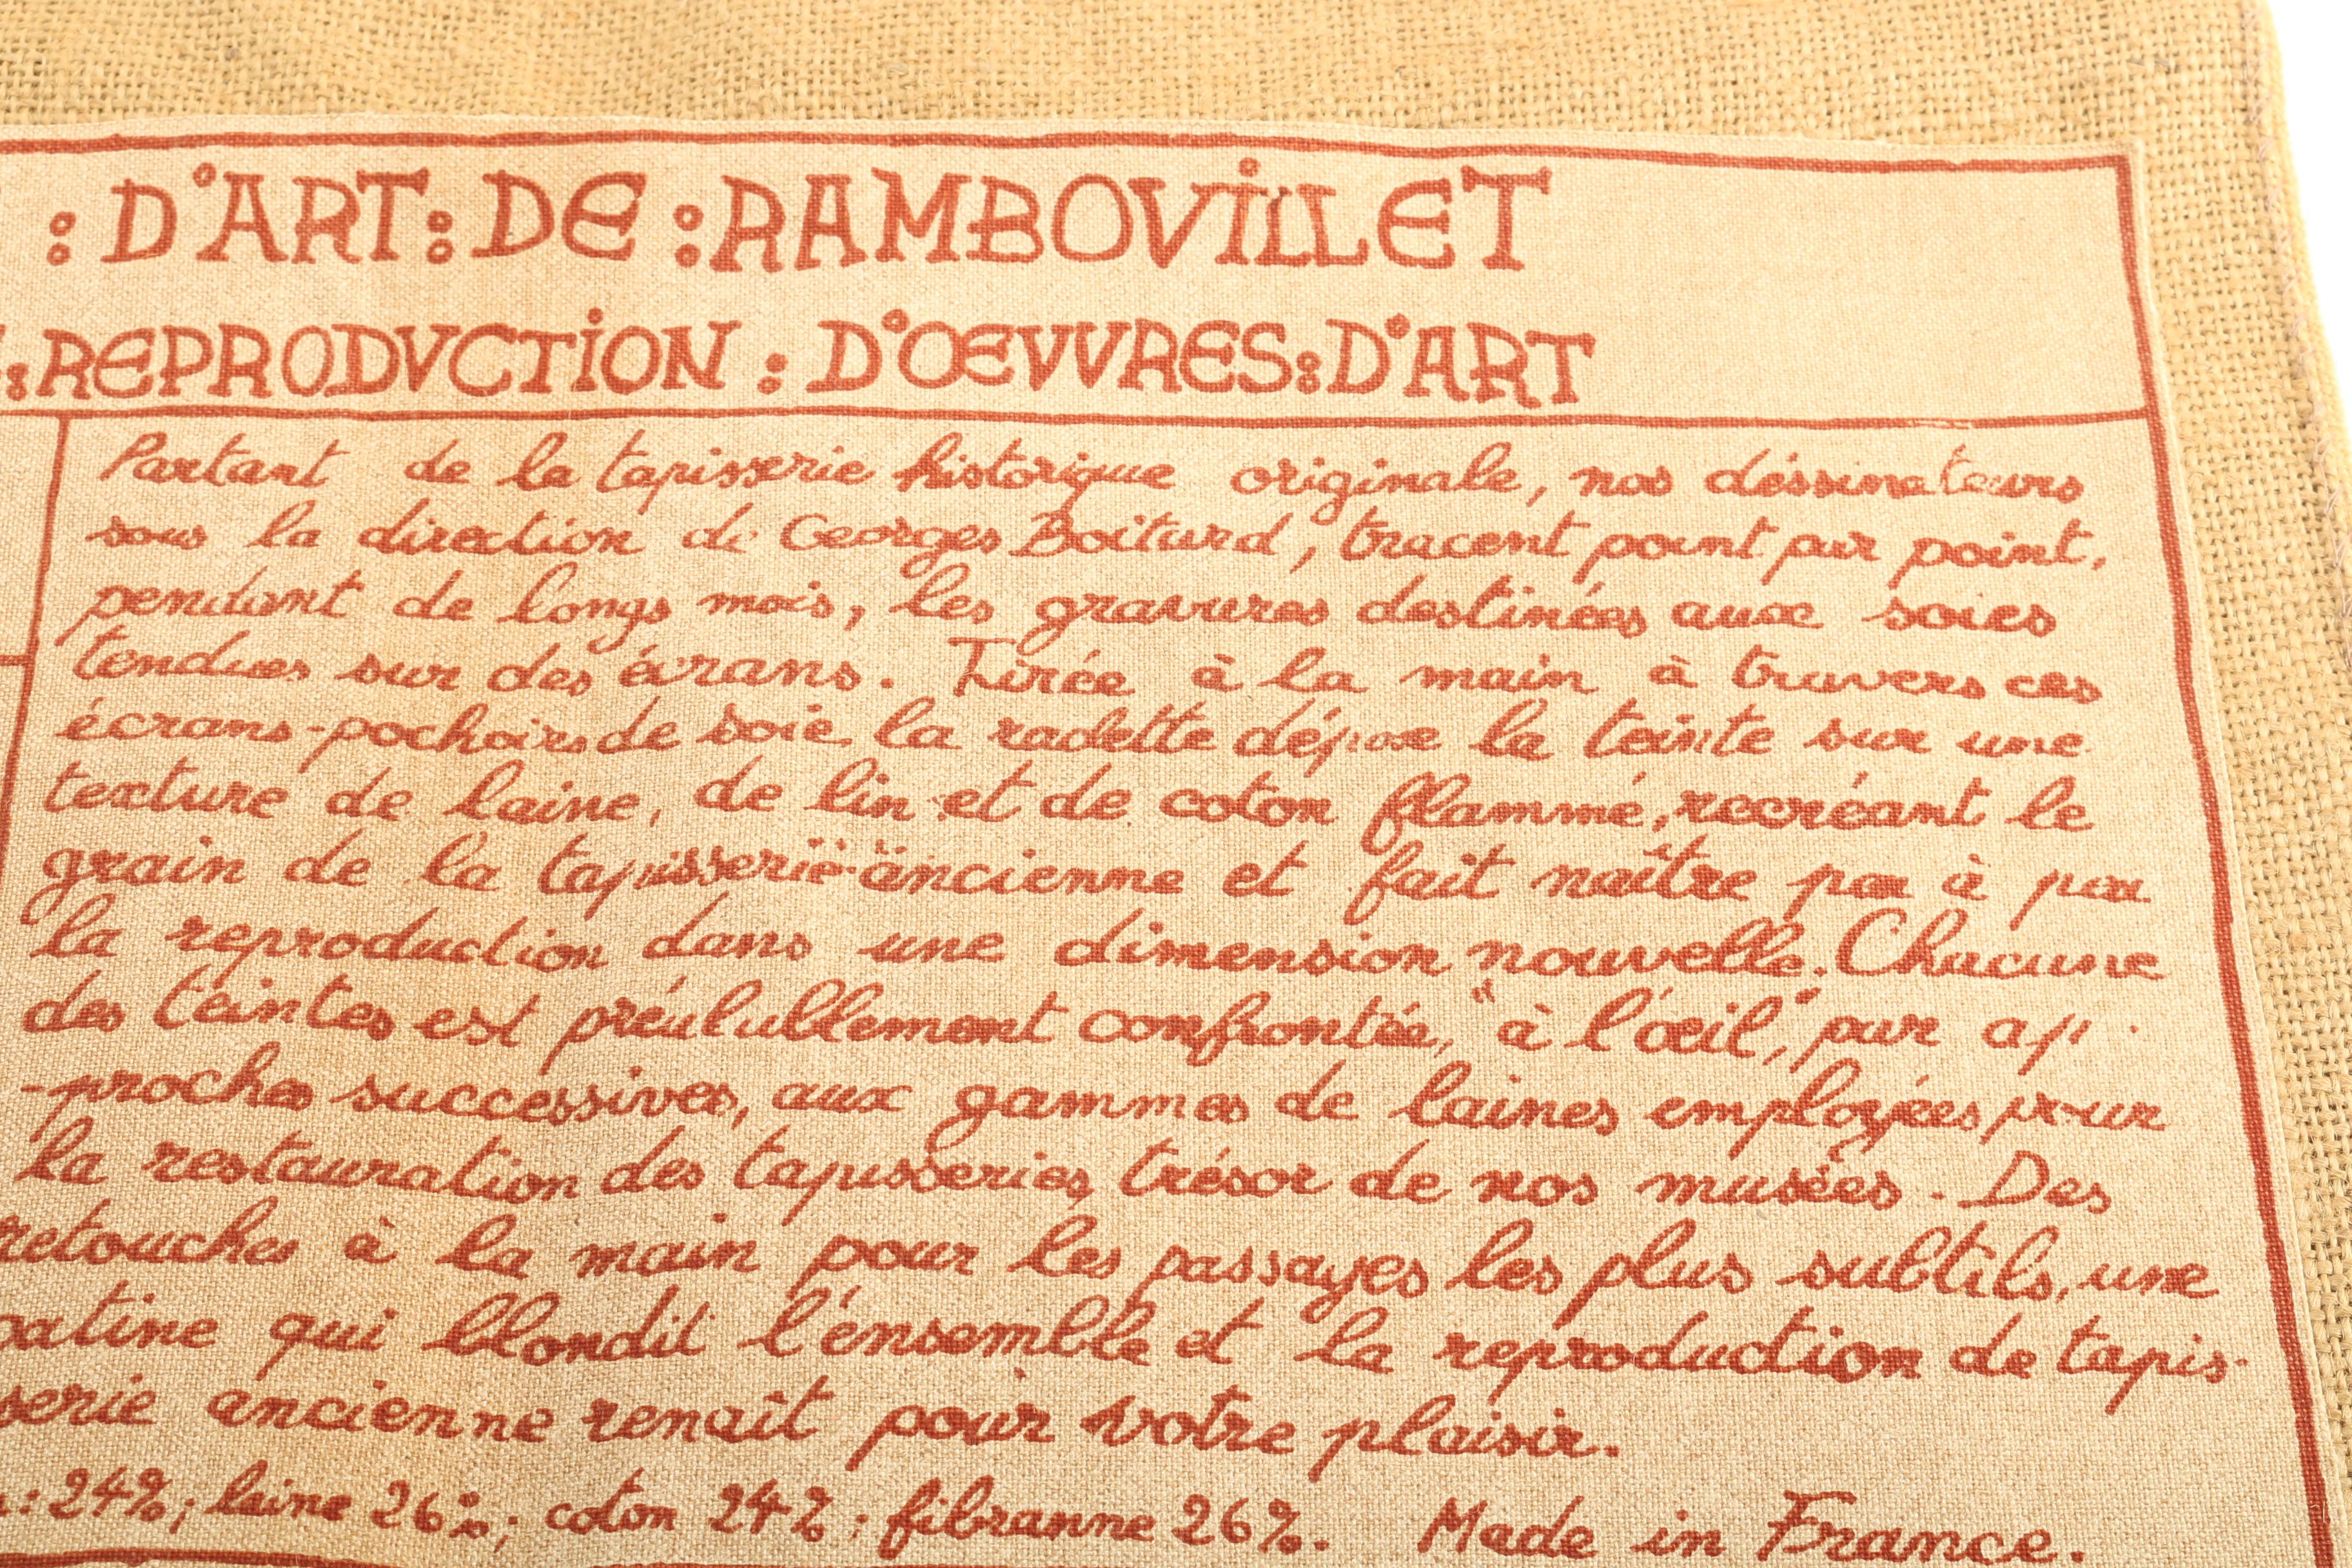 : D'ART : DE : RAMBOVILLET
: REPRODVCTION : D'ŒVVRES : D'ART
Partant de la tapisserie historique originale, nos déssinateurs
sous la direction de Georges Boitard, tracent point par point,
pendant de longs mois, les gravures destinées aux soies
tendues sur des écrans. Tirée à la main à travers ces
écrans-pochoirs de soie, la raclette dépose la teinte sur une
texture de laine, de lin et de coton flammé, recréant le
grain de la tapisserie ancienne et fait naître pas à pas
la reproduction dans une dimension nouvelle. Chacune
des teintes est préalablement confrontée, "à l'œil", par ap-
-proches successives, aux gammes de laines employées pour
la restauration des tapisseries, trésor de nos musées. Des
retouches à la main pour les passages les plus subtils, une
patine qui blondit l'énsemble et la reproduction de tapis-
serie ancienne renaît pour votre plaisir.
: 24%; laine 26%; coton 24%; fibranne 26%. Made in France.